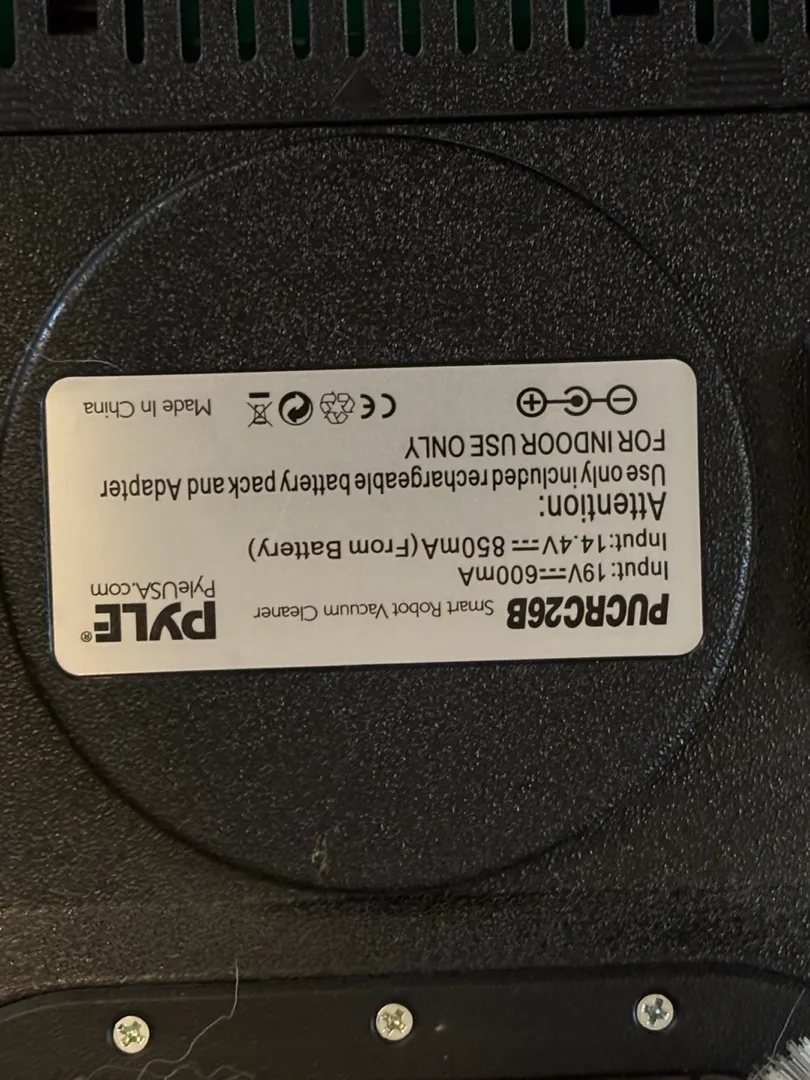 PUCRC26B Smart Robot Vacuum Cleaner PYLE®
PyleUSA.com
Input:19V⎓600mA
Input:14.4V⎓850mA(From Battery)
Attention:
Use only included rechargeable battery pack and Adapter
FOR INDOOR USE ONLY
CE Made In China